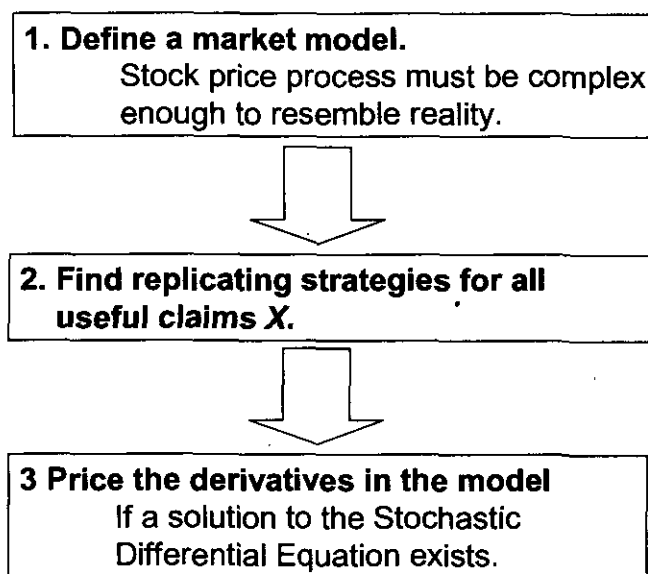 1. Define a market model.
Stock price process must be complex
enough to resemble reality.
2. Find replicating strategies for all
useful claims X.
3 Price the derivatives in the model
If a solution to the Stochastic
Differential Equation exists.